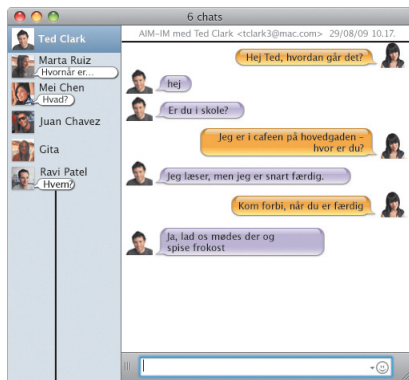 6 chats
Ted Clark
Marta Ruiz
Hvornår er...
Mei Chen
Hvad?
Juan Chavez
Gita
Ravi Patel
Hvem?
AIM-IM med Ted Clark <tclark3@mac.com> 29/08/09 10.17.
Hej Ted, hvordan går det?
hej
Er du i skole?
Jeg er i cafeen på hovedgaden –
hvor er du?
Jeg læser, men jeg er snart færdig.
Kom forbi, når du er færdig
Ja, lad os mødes der og
spise frokost